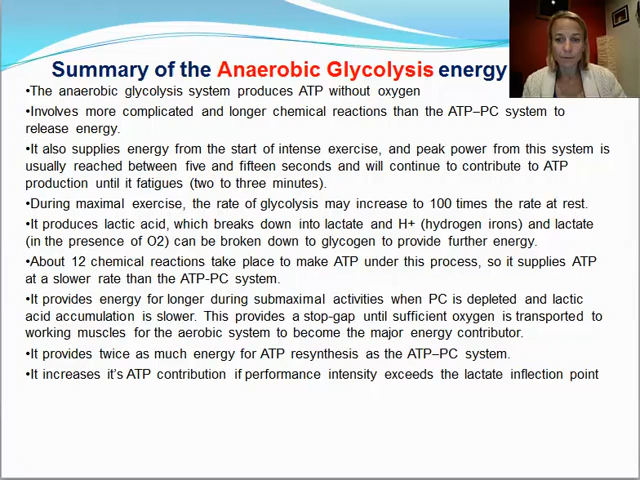 Summary of the Anaerobic Glycolysis energy
•The anaerobic glycolysis system produces ATP without oxygen
•Involves more complicated and longer chemical reactions than the ATP–PC system to
release energy.
•It also supplies energy from the start of intense exercise, and peak power from this system is
usually reached between five and fifteen seconds and will continue to contribute to ATP
production until it fatigues (two to three minutes).
•During maximal exercise, the rate of glycolysis may increase to 100 times the rate at rest.
•It produces lactic acid, which breaks down into lactate and H+ (hydrogen irons) and lactate
(in the presence of O2) can be broken down to glycogen to provide further energy.
•About 12 chemical reactions take place to make ATP under this process, so it supplies ATP
at a slower rate than the ATP-PC system.
•It provides energy for longer during submaximal activities when PC is depleted and lactic
acid accumulation is slower. This provides a stop-gap until sufficient oxygen is transported to
working muscles for the aerobic system to become the major energy contributor.
•It provides twice as much energy for ATP resynthesis as the ATP–PC system.
•It increases it's ATP contribution if performance intensity exceeds the lactate inflection point